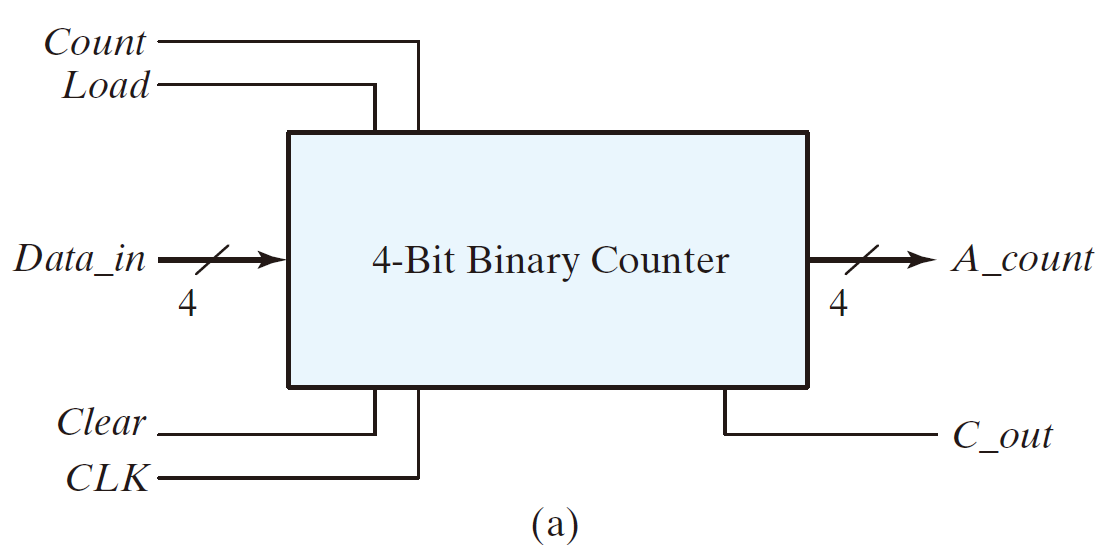 Count
Load
Data_in
4
4-Bit Binary Counter
4
A_count
Clear
CLK
C_out
(a)